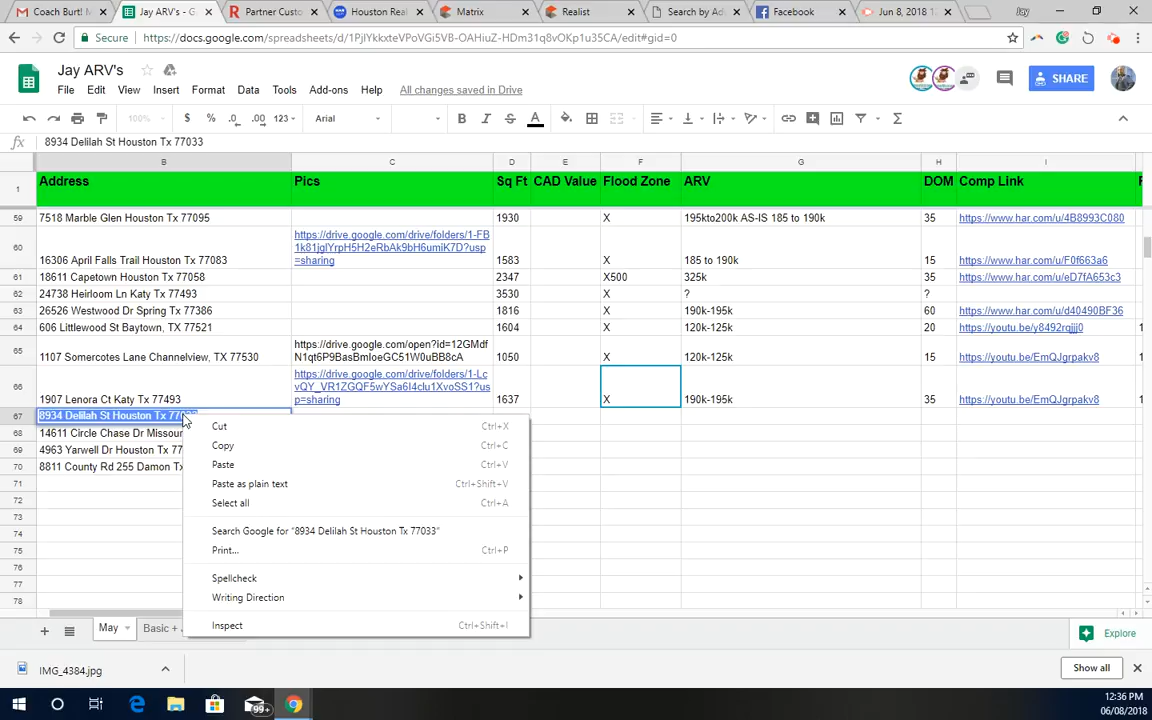 Coach Burt! M
Jay ARV's - G
Partner Custo
Houston Real
Matrix
Realist
Search by Ad
Facebook
Jun 8, 2018
Jay
Secure
https://docs.google.com/spreadsheets/d/1PjlYkkxteVPoVGi5VB-OAHiuZ-HDm31q8vOKp1u35CA/edit#gid=0
Jay ARV's
SHARE
File Edit View Insert Format Data Tools Add-ons Help All changes saved in Drive
100% $ % .0 .00 123 Arial
fx 8934 Delilah St Houston Tx 77033
B C D E F G H I
1 Address Pics Sq Ft CAD Value Flood Zone ARV DOM Comp Link
59 7518 Marble Glen Houston Tx 77095 1930 X 195kto200k AS-IS 185 to 190k 35 https://www.har.com/u/4B8993C080
https://drive.google.com/drive/folders/1-FB
1k81jglYrpH5H2eRbAk9bH6umiK7D?usp
60 16306 April Falls Trail Houston Tx 77083 =sharing 1583 X 185 to 190k 15 https://www.har.com/u/F0f663a6
61 18611 Capetown Houston Tx 77058 2347 X500 325k 35 https://www.har.com/u/eD7fA653c3
62 24738 Heirloom Ln Katy Tx 77493 3530 X ? ?
63 26526 Westwood Dr Spring Tx 77386 1816 X 190k-195k 60 https://www.har.com/u/d40490BF36
64 606 Littlewood St Baytown, TX 77521 1604 X 120k-125k 20 https://youtu.be/y8492rqjjj0
https://drive.google.com/open?id=12GMdf
65 1107 Somercotes Lane Channelview, TX 77530 N1qt6P9BasBmloeGC51W0uBB8cA 1050 X 120k-125k 15 https://youtu.be/EmQJgrpakv8
https://drive.google.com/drive/folders/1-Lc
vQY_VR1ZGQF5wYSa6I4clu1XvoSS1?us
66 1907 Lenora Ct Katy Tx 77493 p=sharing 1637 X 190k-195k 35 https://youtu.be/EmQJgrpakv8
67 8934 Delilah St Houston Tx
68 14611 Circle Chase Dr Missour
69 4963 Yarwell Dr Houston Tx 77
70 8811 County Rd 255 Damon Tx
71
72
73
74
75
76
77
78
Cut Ctrl+X
Copy Ctrl+C
Paste Ctrl+V
Paste as plain text Ctrl+Shift+V
Select all Ctrl+A
Search Google for "8934 Delilah St Houston Tx 77033"
Print... Ctrl+P
Spellcheck
Writing Direction
Inspect Ctrl+Shift+I
May Basic + Explore
IMG_4384.jpg Show all
99+
12:36 PM
06/08/2018